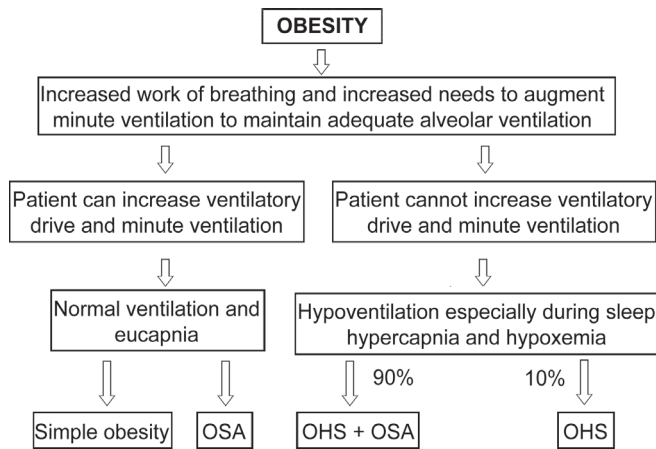 OBESITY
Increased work of breathing and increased needs to augment
minute ventilation to maintain adequate alveolar ventilation
Patient can increase ventilatory
drive and minute ventilation
Patient cannot increase ventilatory
drive and minute ventilation
Normal ventilation and
eucapnia
Hypoventilation especially during sleep
hypercapnia and hypoxemia
90%
10%
Simple obesity
OSA
OHS + OSA
OHS